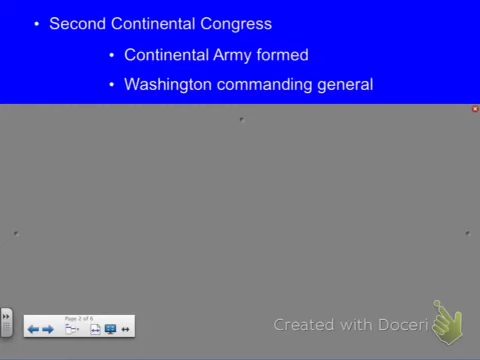 • Second Continental Congress
• Continental Army formed
• Washington commanding general
Page 2 of 6
Created with Doceri